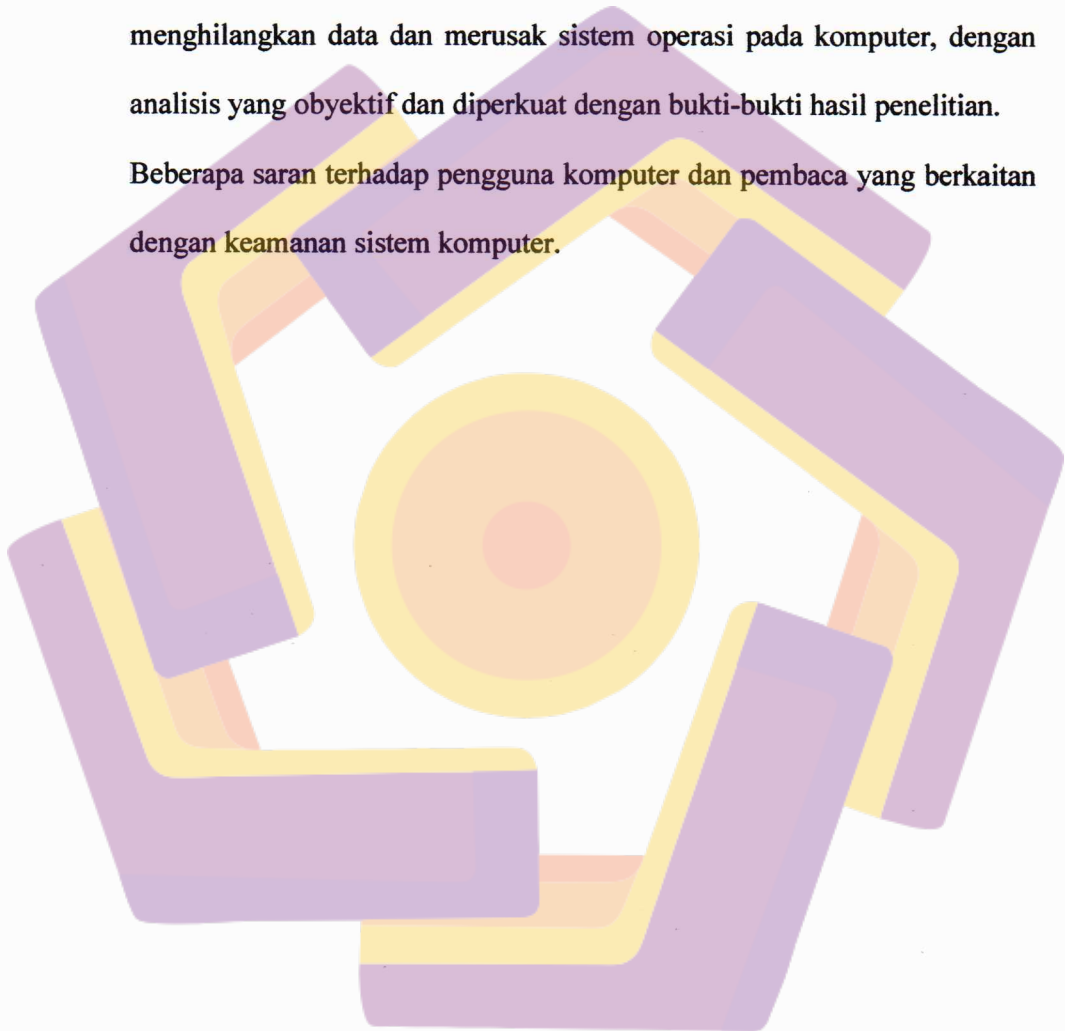 menghilangkan data dan merusak sistem operasi pada komputer, dengan
analisis yang obyektif dan diperkuat dengan bukti-bukti hasil penelitian.
Beberapa saran terhadap pengguna komputer dan pembaca yang berkaitan
dengan keamanan sistem komputer.